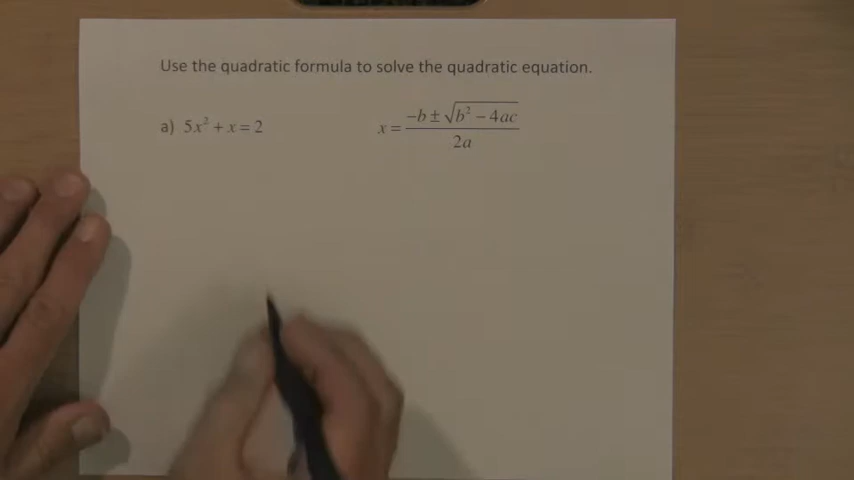 Use the quadratic formula to solve the quadratic equation.
a) 5x² + x = 2
x = (-b ± √(b² - 4ac)) / 2a